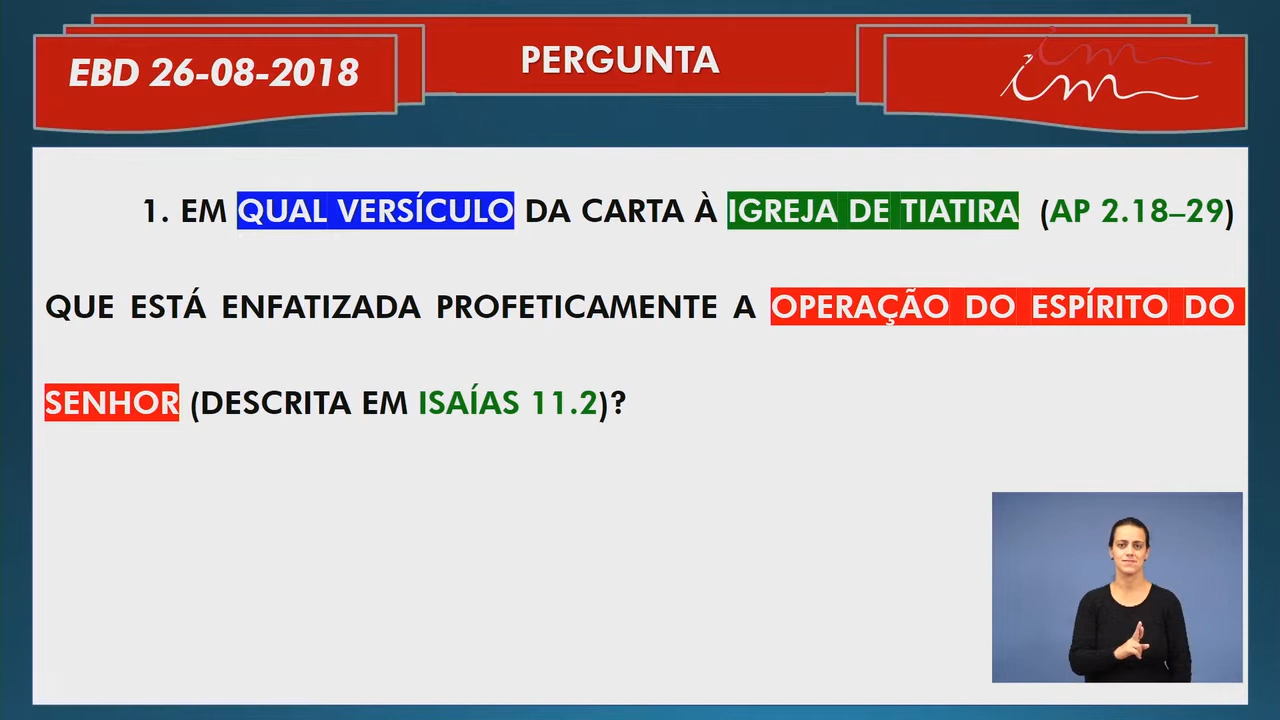 EBD 26-08-2018
PERGUNTA
im
1. EM QUAL VERSÍCULO DA CARTA À IGREJA DE TIATIRA (AP 2.18–29)
QUE ESTÁ ENFATIZADA PROFETICAMENTE A OPERAÇÃO DO ESPÍRITO DO
SENHOR (DESCRITA EM ISAÍAS 11.2)?